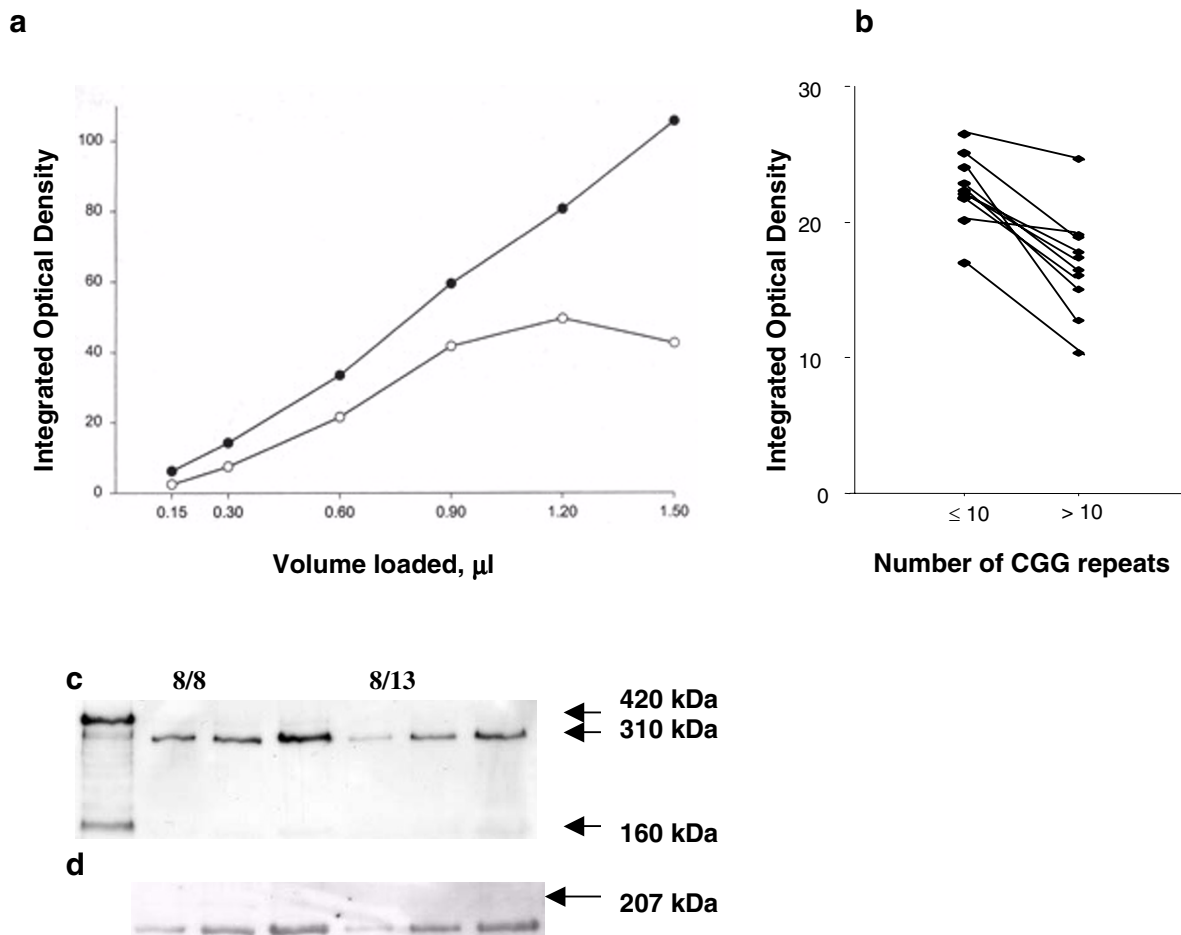 a
Integrated Optical Density
100
80
60
40
20
0
0.15 0.30 0.60 0.90 1.20 1.50
Volume loaded, µl
b
Integrated Optical Density
30
20
10
0
≤ 10 > 10
Number of CGG repeats
c
8/8 8/13
420 kDa
310 kDa
160 kDa
d
207 kDa